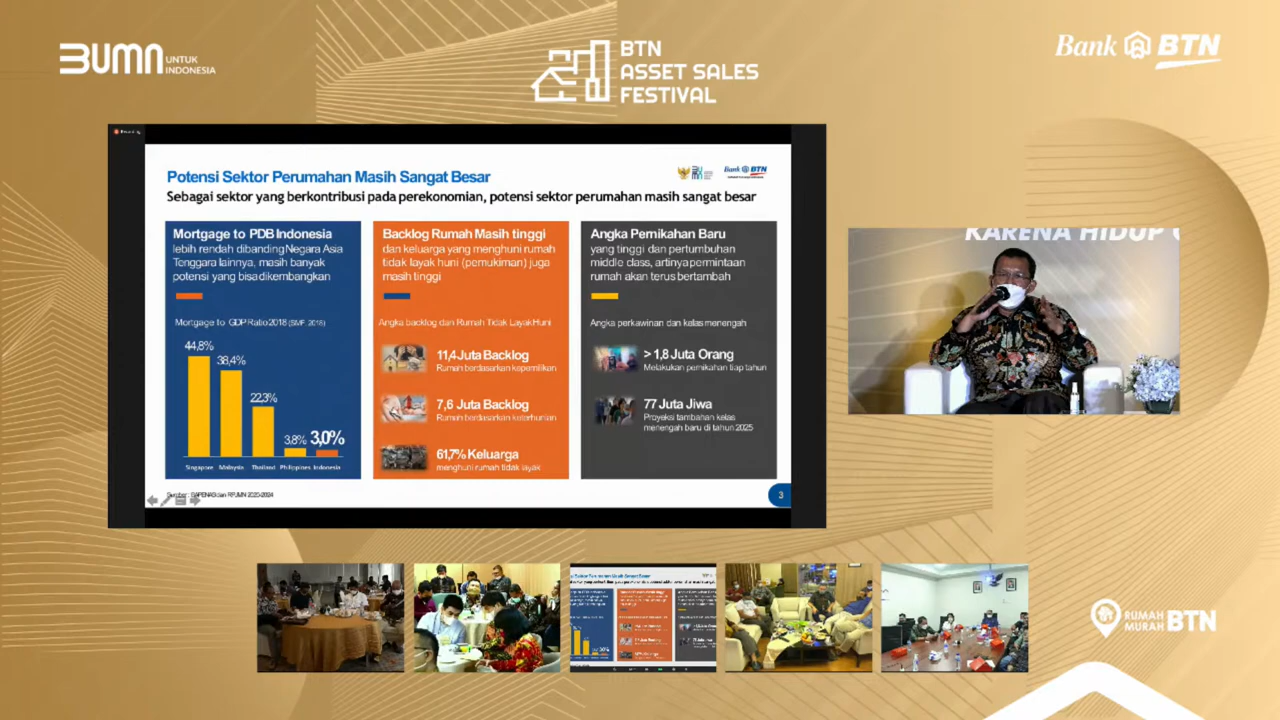 BUMN UNTUK INDONESIA
BTN
ASSET SALES
FESTIVAL
Bank BTN
Potensi Sektor Perumahan Masih Sangat Besar
Bank BTN
Sebagai sektor yang berkontribusi pada perekonomian, potensi sektor perumahan masih sangat besar
Mortgage to PDB Indonesia
lebih rendah dibanding Negara Asia
Tenggara lainnya, masih banyak
potensi yang bisa dikembangkan
Mortgage to GDP Ratio 2018 (SMF, 2018)
44,8%
38,4%
22,3%
3,8%
3,0%
Singapore Malaysia Thailand Philippines Indonesia
Backlog Rumah Masih tinggi
dan keluarga yang menghuni rumah
tidak layak huni (pemukiman) juga
masih tinggi
Angka backlog dan Rumah Tidak Layak Huni
11,4 Juta Backlog
Rumah berdasarkan kepemilikan
7,6 Juta Backlog
Rumah berdasarkan keterhunian
61,7% Keluarga
menghuni rumah tidak layak
Angka Pernikahan Baru
yang tinggi dan pertumbuhan
middle class, artinya permintaan
rumah akan terus bertambah
Angka perkawinan dan kelas menengah
> 1,8 Juta Orang
Melakukan pernikahan tiap tahun
77 Juta Jiwa
Proyeksi tambahan kelas
menengah baru di tahun 2025
Sumber: BAPENAS dan RPJMN 2020-2024
3
KARENA HIDUP
RUMAH
MURAH BTN